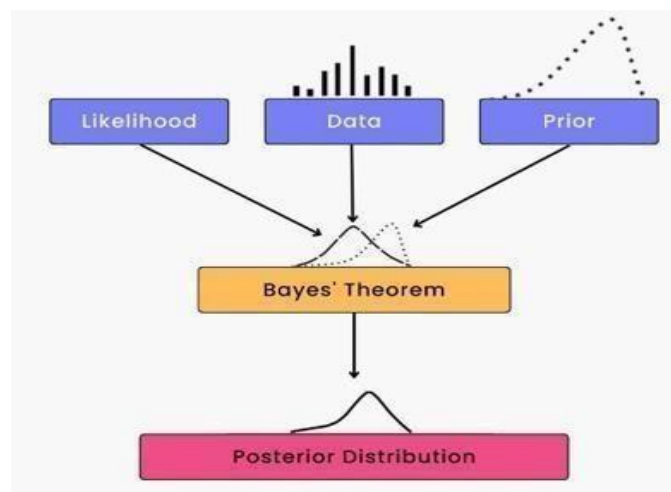 Likelihood
Data
Prior
Bayes' Theorem
Posterior Distribution